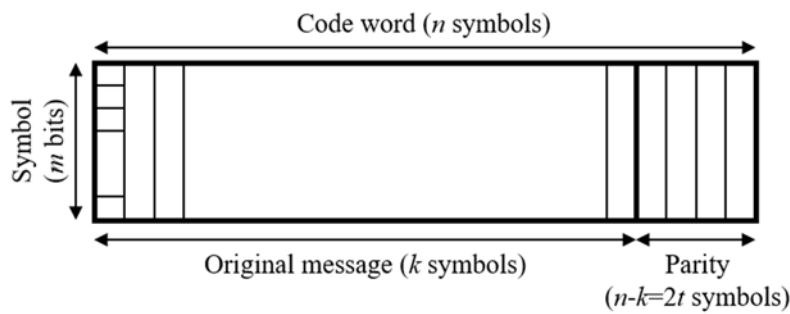 Code word (n symbols)
Symbol
(m bits)
Original message (k symbols)
Parity
(n-k=2t symbols)